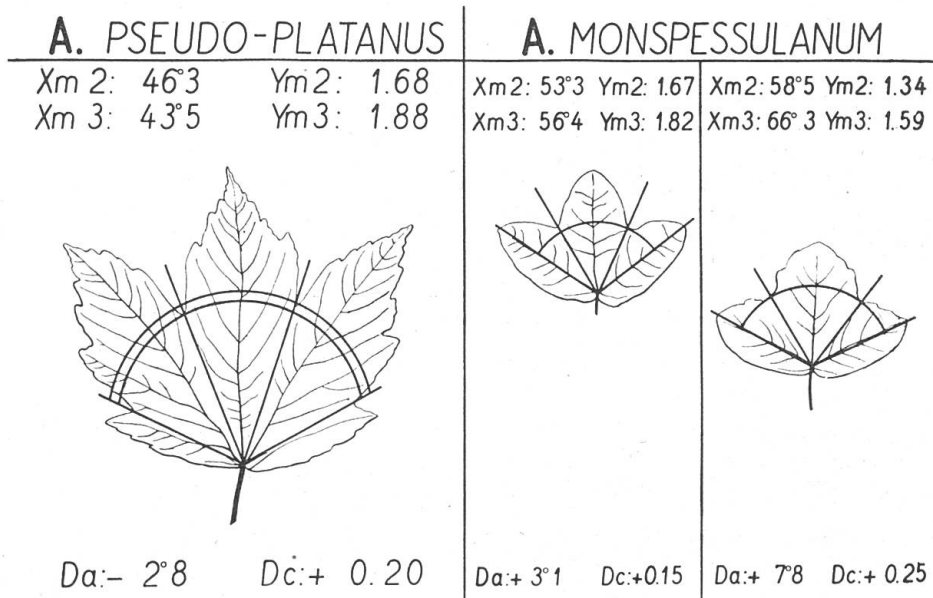 A. PSEUDO-PLATANUS
Xm 2: 46°3 Ym2: 1.68
Xm 3: 43°5 Ym3: 1.88
Da:- 2°8 Dc:+ 0.20
A. MONSPESSULANUM
Xm2: 53°3 Ym2: 1.67
Xm3: 56°4 Ym3: 1.82
Da:+ 3°1 Dc:+0.15
Xm2: 58°5 Ym2: 1.34
Xm3: 66°3 Ym3: 1.59
Da:+ 7°8 Dc:+ 0.25